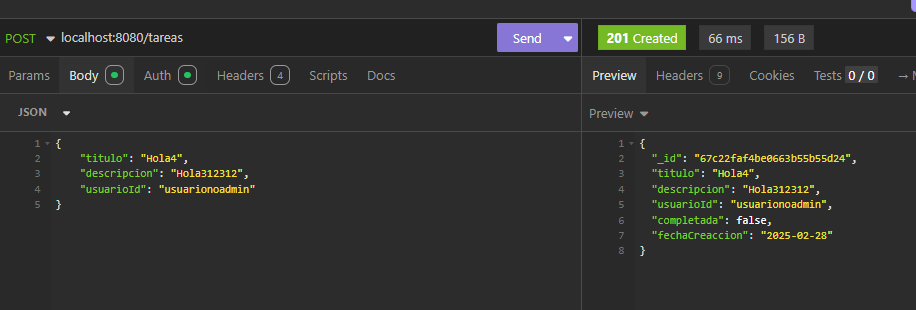 POST localhost:8080/tareas Send 201 Created 66 ms 156 B
Params Body Auth Headers 4 Scripts Docs Preview Headers 9 Cookies Tests 0 / 0 →
JSON Preview
1 {
2 "titulo": "Hola4",
3 "descripcion": "Hola312312",
4 "usuarioId": "usuarionoadmin"
5 }
1 {
2 "_id": "67c22faf4be0663b55b55d24",
3 "titulo": "Hola4",
4 "descripcion": "Hola312312",
5 "usuarioId": "usuarionoadmin",
6 "completada": false,
7 "fechaCreaccion": "2025-02-28"
8 }